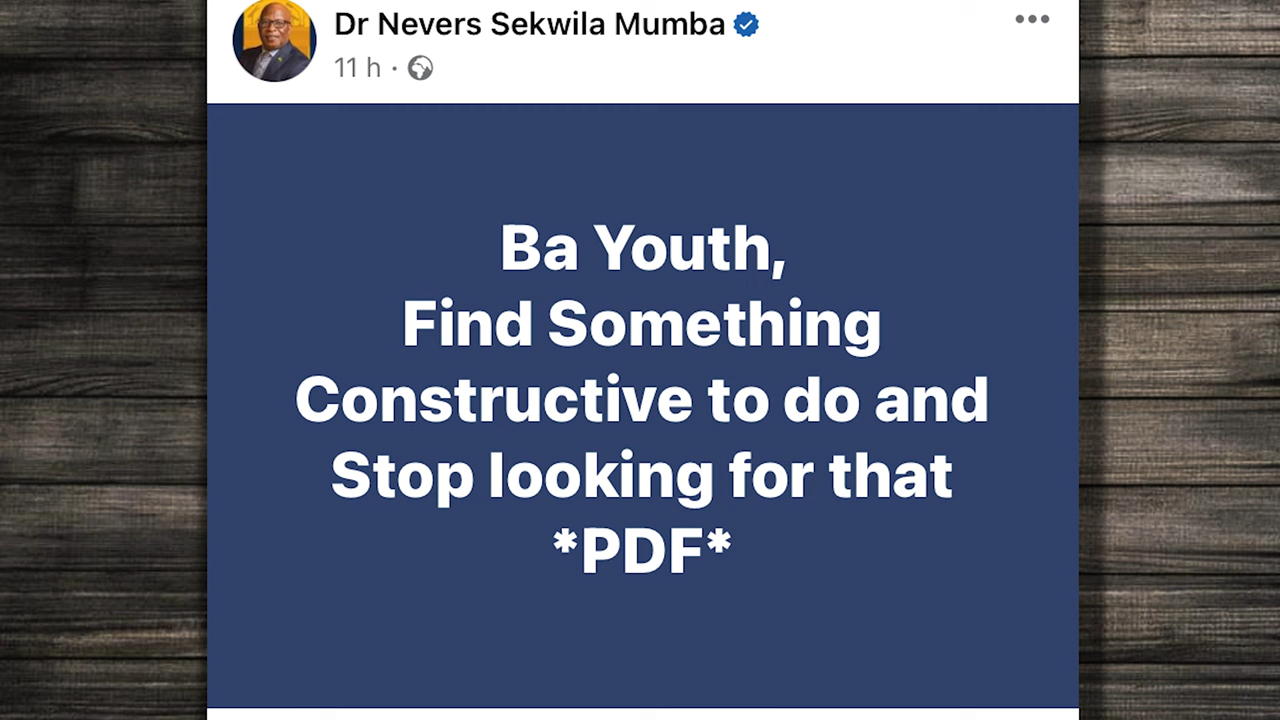 Dr Nevers Sekwila Mumba
11 h ·
Ba Youth,
Find Something
Constructive to do and
Stop looking for that
*PDF*